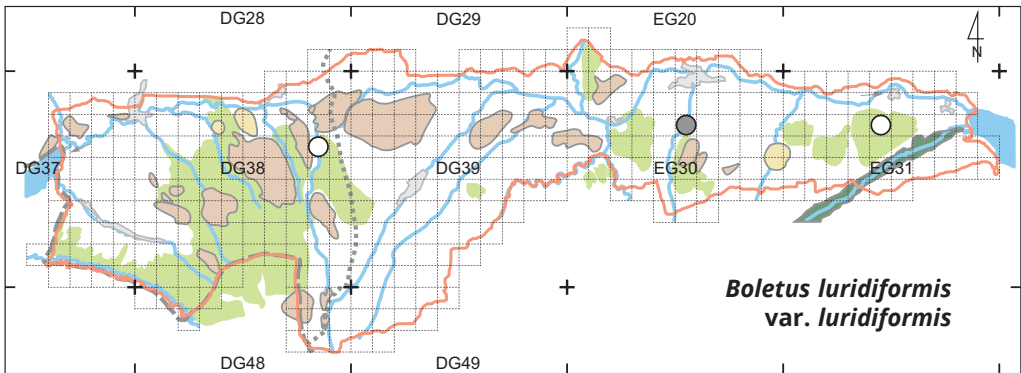 DG28
DG29
EG20
N
DG37
DG38
DG39
EG30
EG31
Boletus luridiformis
var. luridiformis
DG48
DG49